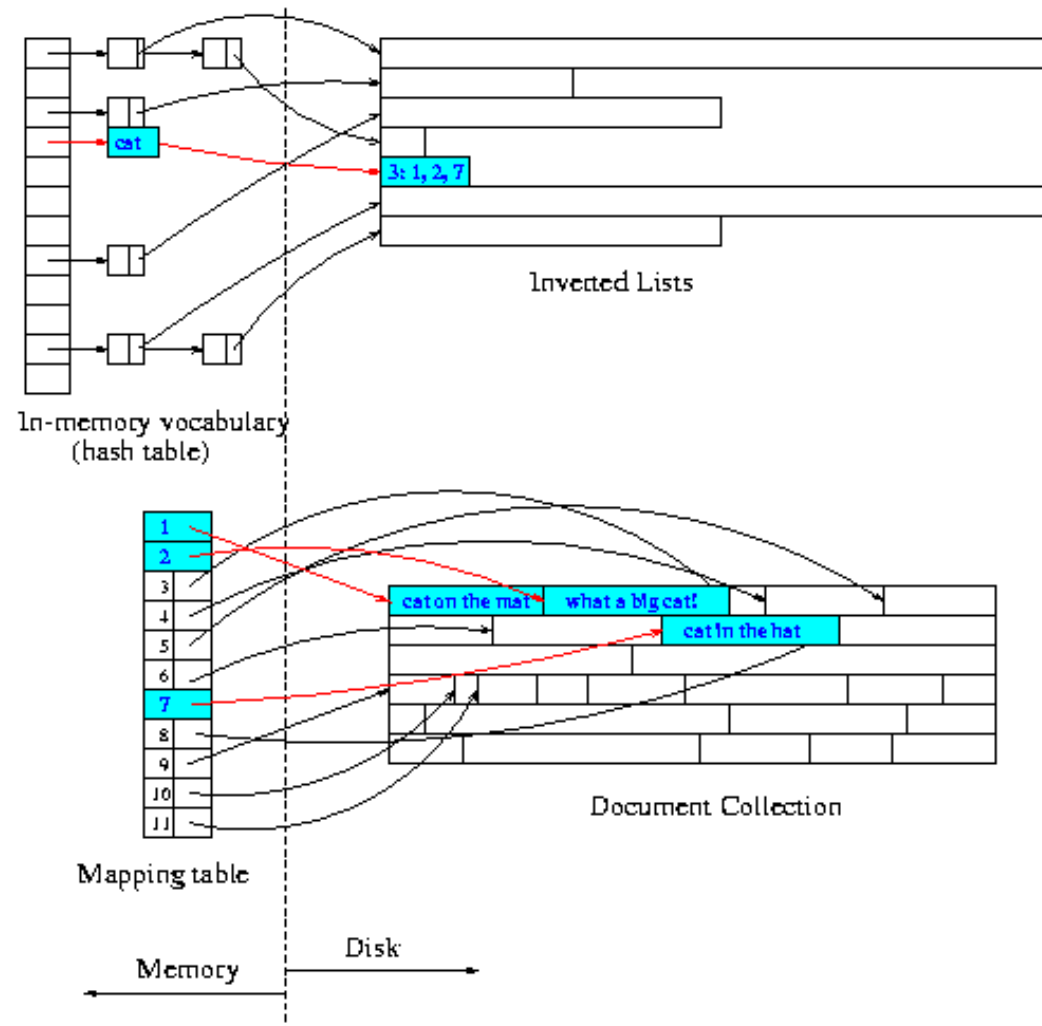 cat
3: 1, 2, 7
Inverted Lists
In-memory vocabulary
(hash table)
1
2
3
4
5
6
7
8
9
10
11
cat on the mat
what a big cat!
cat in the hat
Document Collection
Mapping table
Disk
Memory